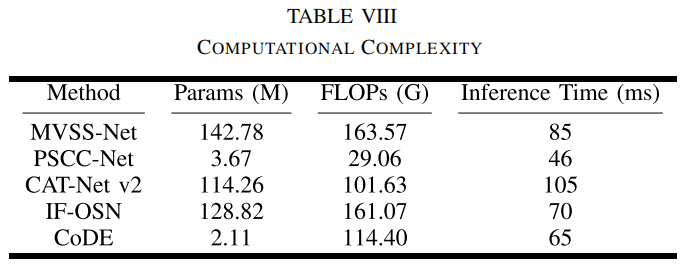 TABLE VIII
COMPUTATIONAL COMPLEXITY
Method Params (M) FLOPs (G) Inference Time (ms)
MVSS-Net 142.78 163.57 85
PSCC-Net 3.67 29.06 46
CAT-Net v2 114.26 101.63 105
IF-OSN 128.82 161.07 70
CoDE 2.11 114.40 65